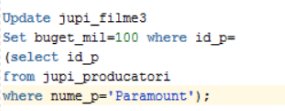 Update jupi_filme3
Set buget_mil=100 where id_p=
(select id_p
from jupi_producatori
where nume_p='Paramount');